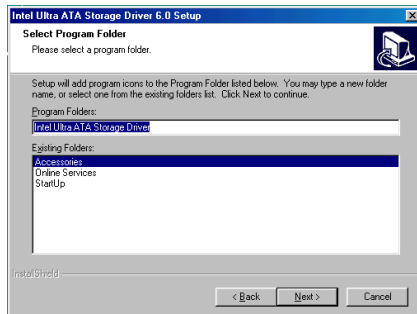 Intel Ultra ATA Storage Driver 6.0 Setup
Select Program Folder
Please select a program folder.
Setup will add program icons to the Program Folder listed below. You may type a new folder
name, or select one from the existing folders list. Click Next to continue.
Program Folders:
Intel Ultra ATA Storage Driver
Existing Folders:
Accessories
Online Services
StartUp
InstallShield
< Back
Next >
Cancel